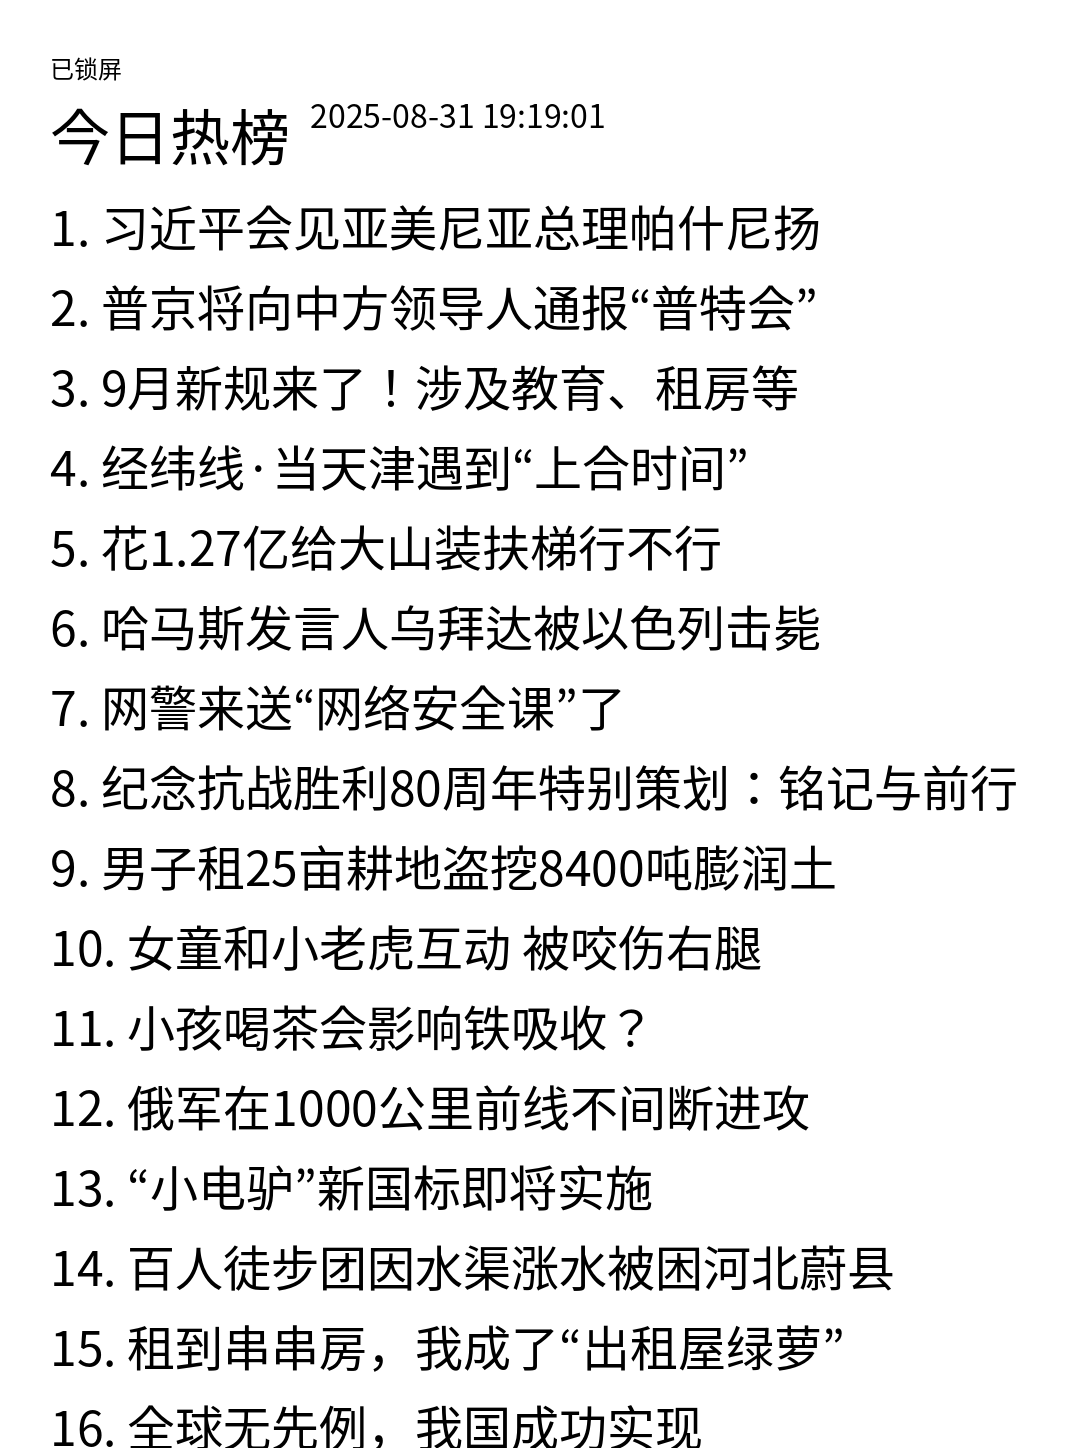 已锁屏
今日热榜 2025-08-31 19:19:01
1. 习近平会见亚美尼亚总理帕什尼扬
2. 普京将向中方领导人通报“普特会”
3. 9月新规来了！涉及教育、租房等
4. 经纬线·当天津遇到“上合时间”
5. 花1.27亿给大山装扶梯行不行
6. 哈马斯发言人乌拜达被以色列击毙
7. 网警来送“网络安全课”了
8. 纪念抗战胜利80周年特别策划：铭记与前行
9. 男子租25亩耕地盗挖8400吨膨润土
10. 女童和小老虎互动 被咬伤右腿
11. 小孩喝茶会影响铁吸收？
12. 俄军在1000公里前线不间断进攻
13. “小电驴”新国标即将实施
14. 百人徒步团因水渠涨水被困河北蔚县
15. 租到串串房，我成了“出租屋绿萝”
16. 全球无先例，我国成功实现